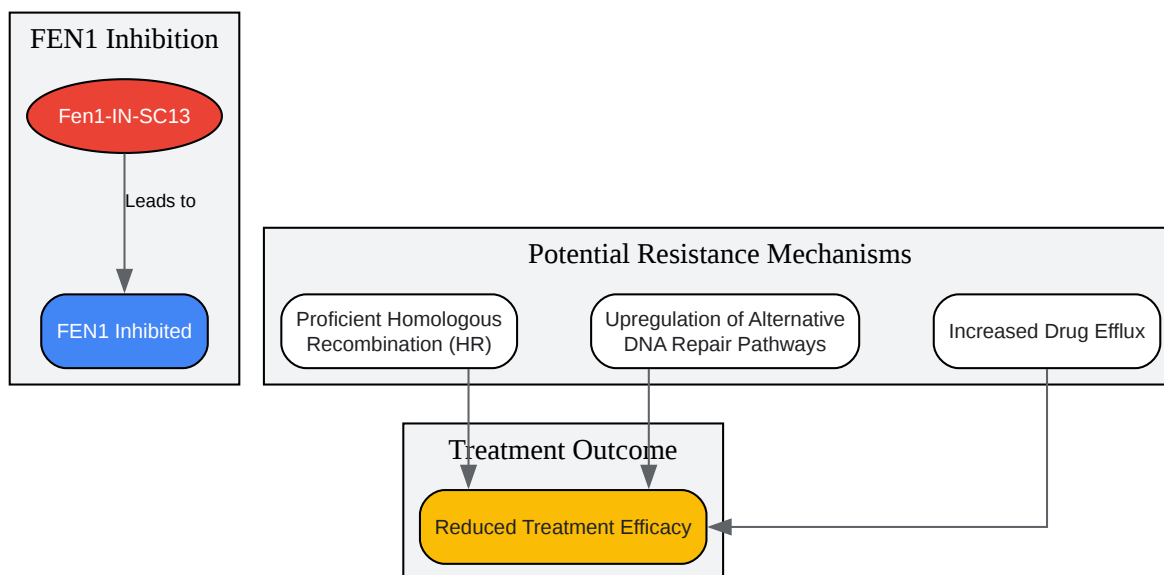 FEN1 Inhibition
Fen1-IN-SC13
Leads to
FEN1 Inhibited
Potential Resistance Mechanisms
Proficient Homologous
Recombination (HR)
Upregulation of Alternative
DNA Repair Pathways
Increased Drug Efflux
Treatment Outcome
Reduced Treatment Efficacy